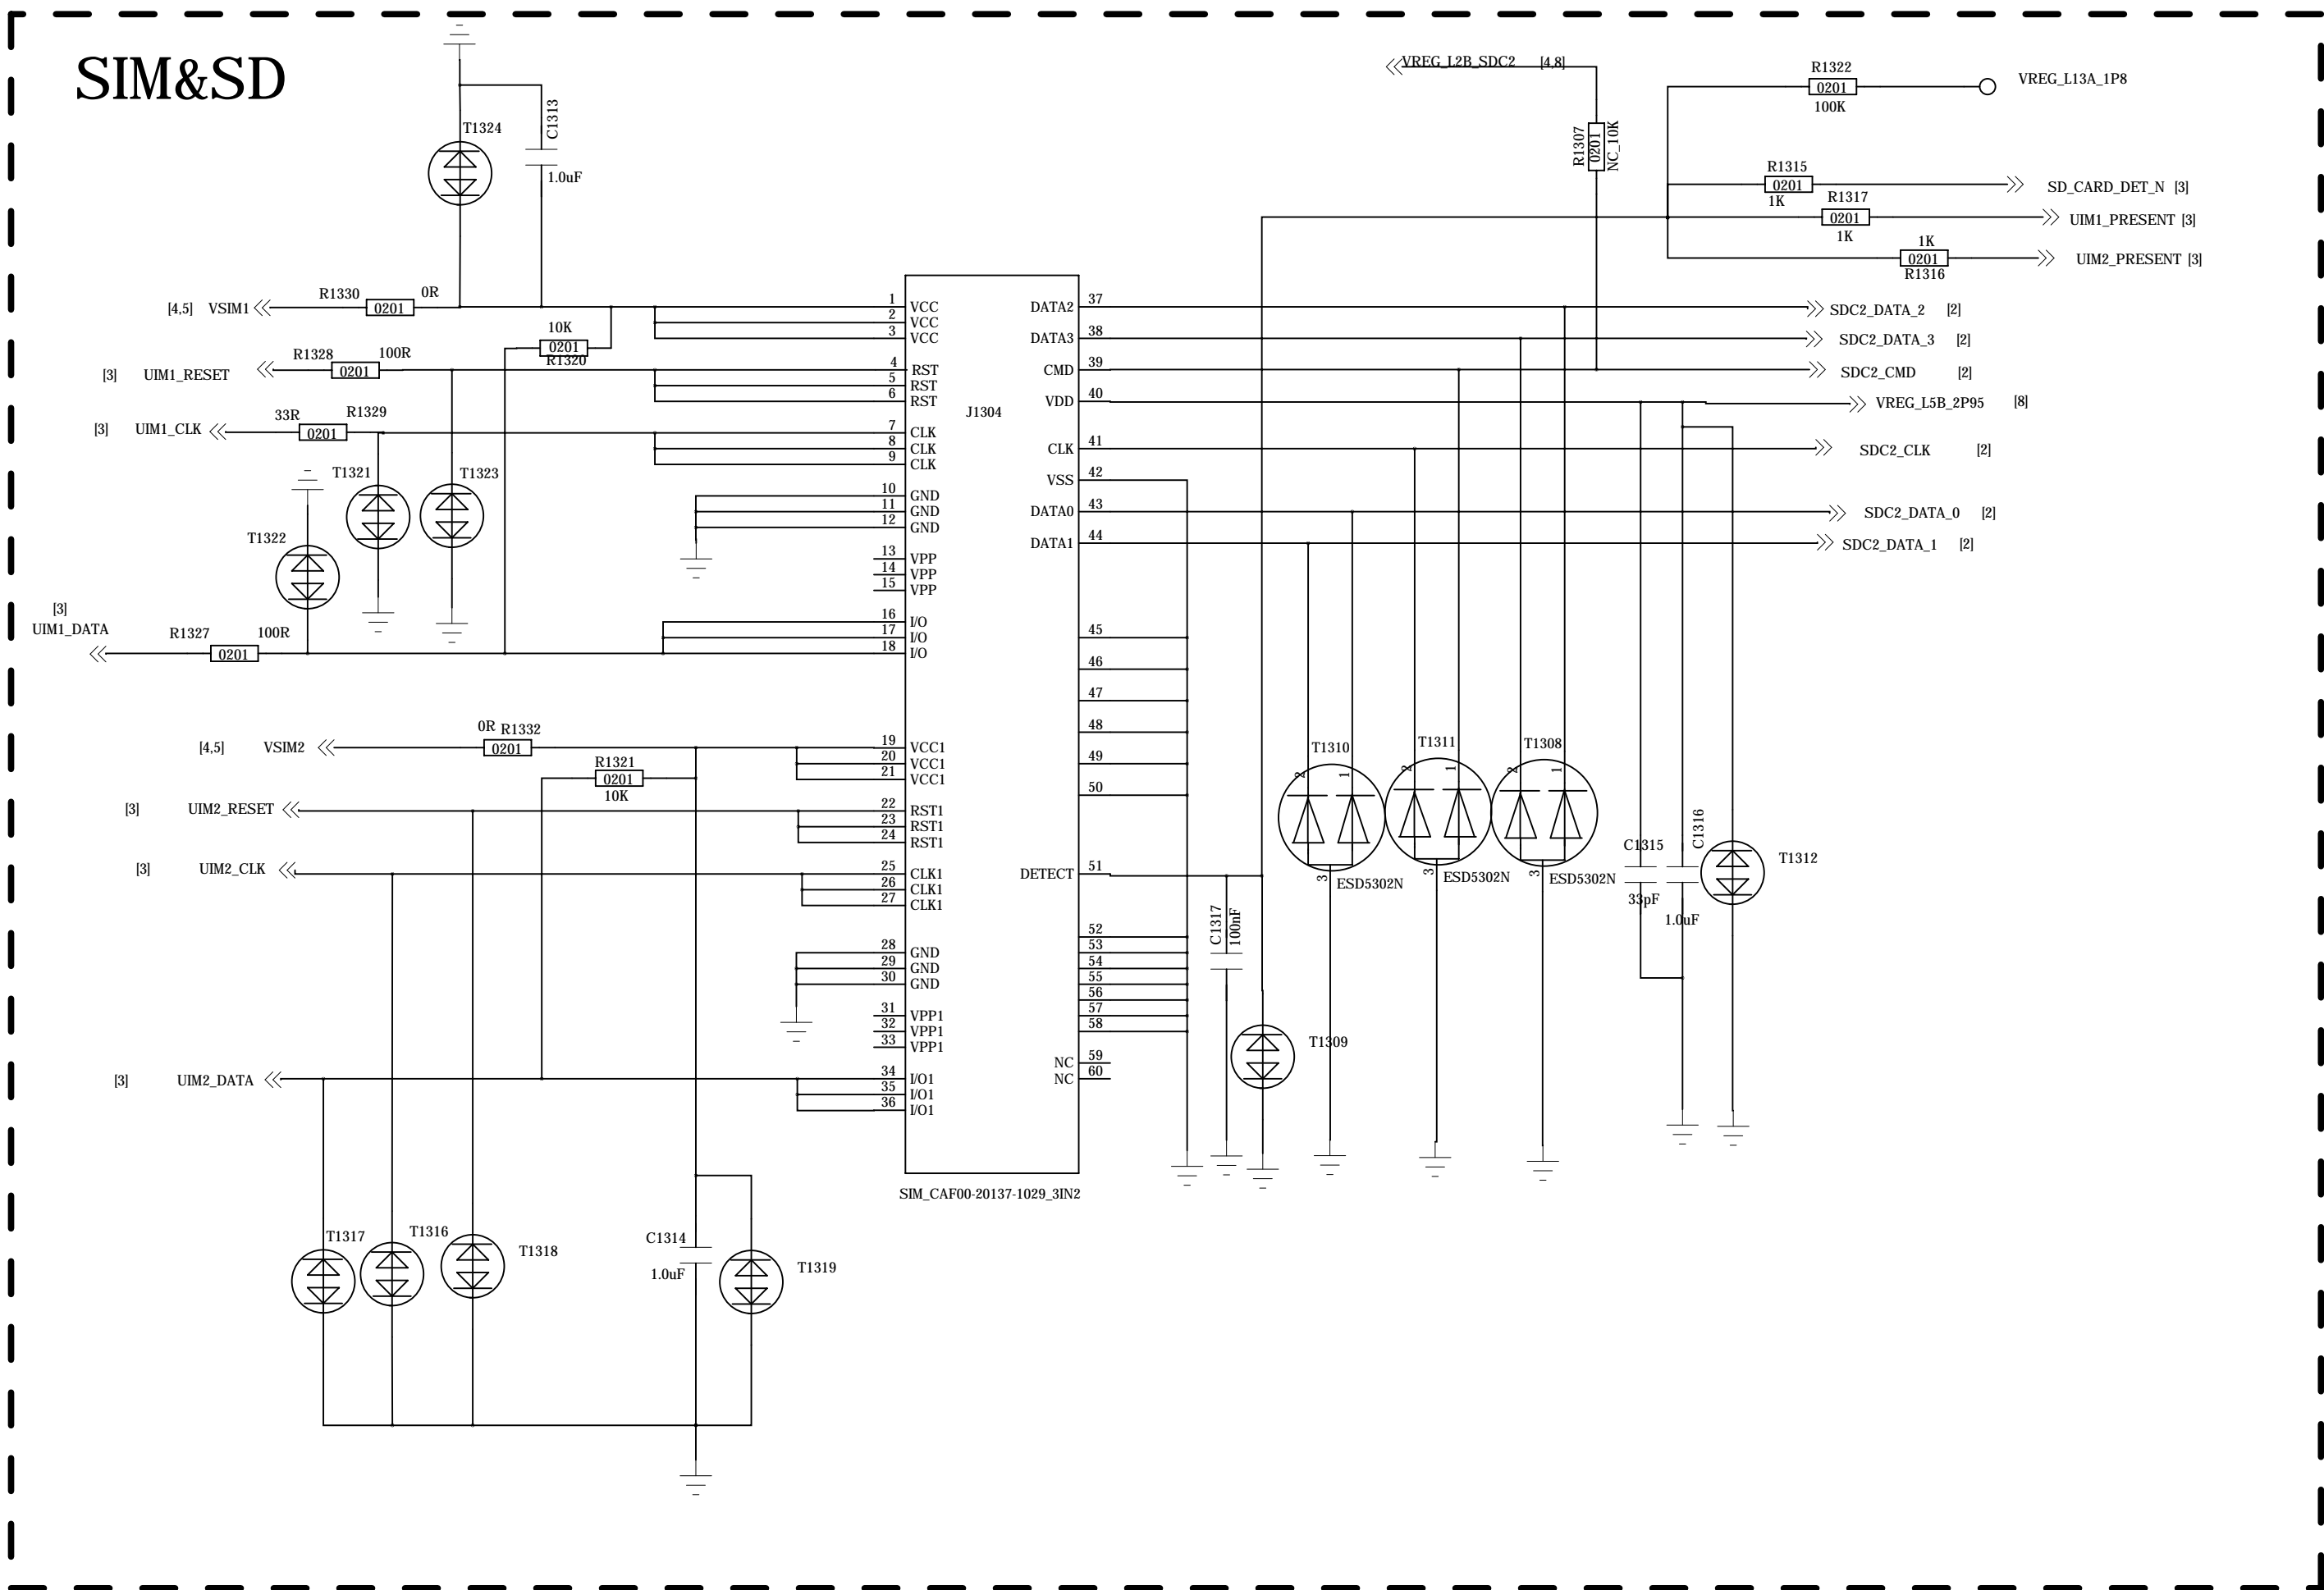 SIM&SD
VREG_L2B_SDC2 [4,8]
R1322
0201
100K
VREG_L13A_1P8
T1324
C1313
1.0uF
R1307
0201
NC_10K
R1315
0201
1K
SD_CARD_DET_N [3]
R1317
0201
1K
UIM1_PRESENT [3]
1K
0201
R1316
UIM2_PRESENT [3]
[4,5] VSIM1
R1330
0201
0R
10K
0201
R1320
[3] UIM1_RESET
R1328
0201
100R
[3] UIM1_CLK
33R
0201
R1329
T1321
T1323
T1322
[3]
UIM1_DATA
R1327
0201
100R
J1304
1 VCC
2 VCC
3 VCC
4 RST
5 RST
6 RST
7 CLK
8 CLK
9 CLK
10 GND
11 GND
12 GND
13 VPP
14 VPP
15 VPP
16 I/O
17 I/O
18 I/O
19 VCC1
20 VCC1
21 VCC1
22 RST1
23 RST1
24 RST1
25 CLK1
26 CLK1
27 CLK1
28 GND
29 GND
30 GND
31 VPP1
32 VPP1
33 VPP1
34 I/O1
35 I/O1
36 I/O1
DATA2 37
DATA3 38
CMD 39
VDD 40
CLK 41
VSS 42
DATA0 43
DATA1 44
45
46
47
48
49
50
DETECT 51
52
53
54
55
56
57
58
NC 59
NC 60
SIM_CAF00-20137-1029_3IN2
SDC2_DATA_2 [2]
SDC2_DATA_3 [2]
SDC2_CMD [2]
VREG_L5B_2P95 [8]
SDC2_CLK [2]
SDC2_DATA_0 [2]
SDC2_DATA_1 [2]
[4,5] VSIM2
0R R1332
0201
R1321
0201
10K
[3] UIM2_RESET
[3] UIM2_CLK
[3] UIM2_DATA
T1310
2 1
3
ESD5302N
T1311
2 1
3
ESD5302N
T1308
2 1
3
ESD5302N
C1315
33pF
C1316
1.0uF
T1312
C1317
100nF
T1309
T1317
T1316
T1318
C1314
1.0uF
T1319